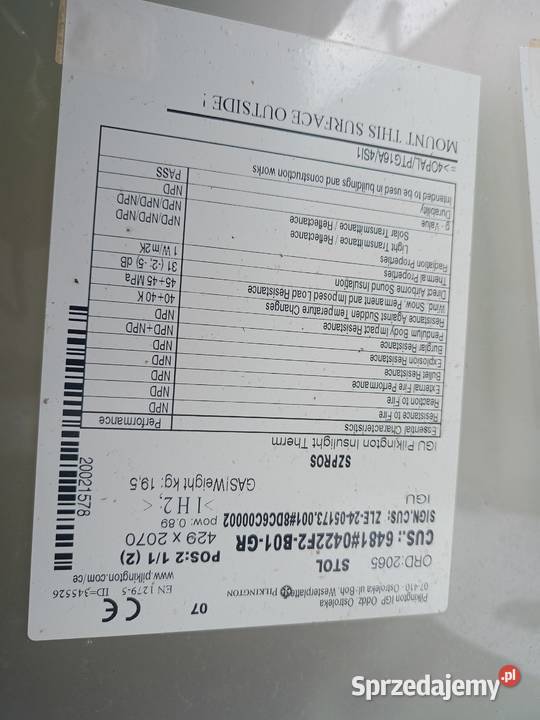 Pilkington IGP Oddz. Ostrołęka
07-410 - Ostrołęka ul-Boh. Westerplatte PILKINGTON
07
CE
EN 1279-5 ID=345526
www.pilkington.com/ce
ORD:2065 STOL POS:2 1/1 (2)
CUS.: 6481#0422F2-B01-GR 429 x 2070
SIGN.CUS: ZLE-24-05173.001#8DC6C00002 pow: 0.89
IGU >IH2,<
GAS|Weight kg: 19.5
SZPROS
20021578
IGU Pilkington Insulight Therm
Essential Characteristics Performance
Resistance to Fire NPD
Reaction to Fire NPD
External Fire Performance NPD
Bullet Resistance NPD
Explosion Resistance NPD
Burglar Resistance NPD
Pendulum Body Impact Resistance NPD+NPD
Resistance Against Sudden Temperature Changes 40+40 K
Wind, Snow, Permanent and Imposed Load Resistance 45+45 MPa
Direct Airborne Sound Insulation 31 (-2; -5) dB
Thermal Properties 1 W/m2K
Radiation Properties
Light Transmittance / Reflectance NPD/NPD/NPD
Solar Transmittance / Reflectance NPD/NPD/NPD
g- Value NPD
Durability PASS
Intended to be used in buildings and construction works
=>4OPAL/PTG16A/4SI1
MOUNT THIS SURFACE OUTSIDE !
Sprzedajemy.pl